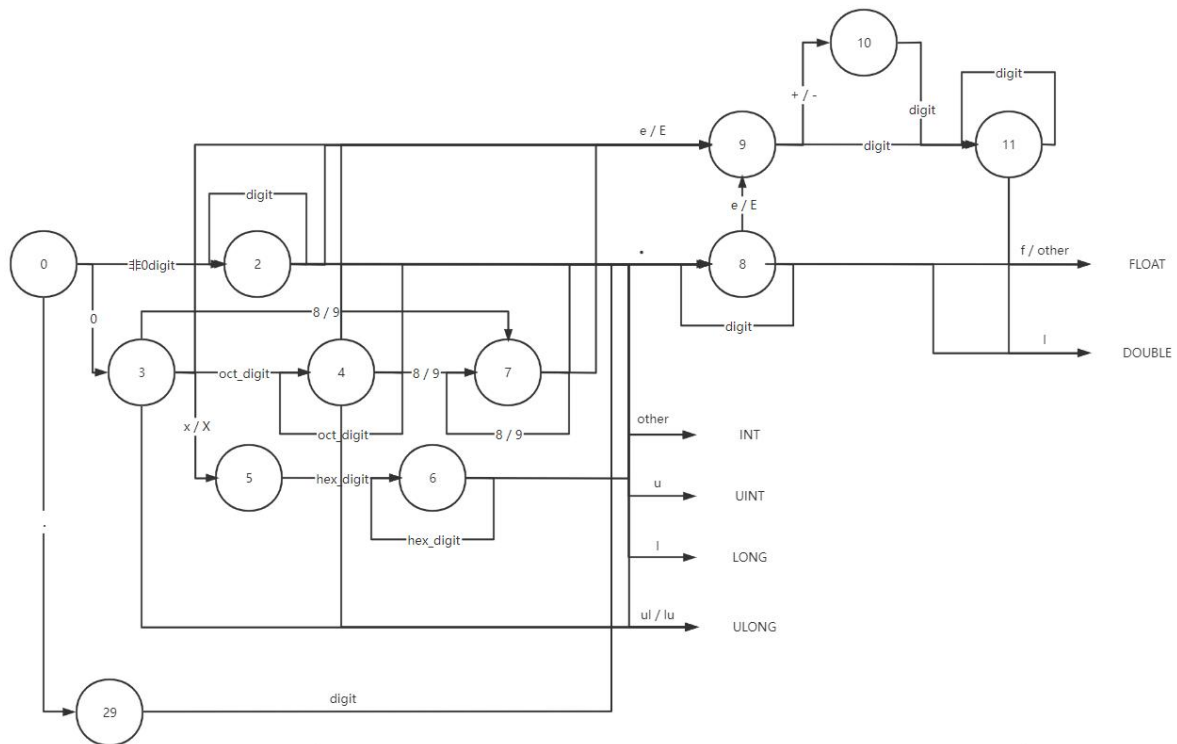 10
digit
+ / -
digit
e / E
9
digit
11
digit
e / E
0
非0digit
2
.
8
f / other
FLOAT
0
8 / 9
digit
l
DOUBLE
3
oct_digit
4
8 / 9
7
x / X
oct_digit
8 / 9
other
INT
5
hex_digit
6
u
UINT
.
hex_digit
l
LONG
ul / lu
ULONG
29
digit